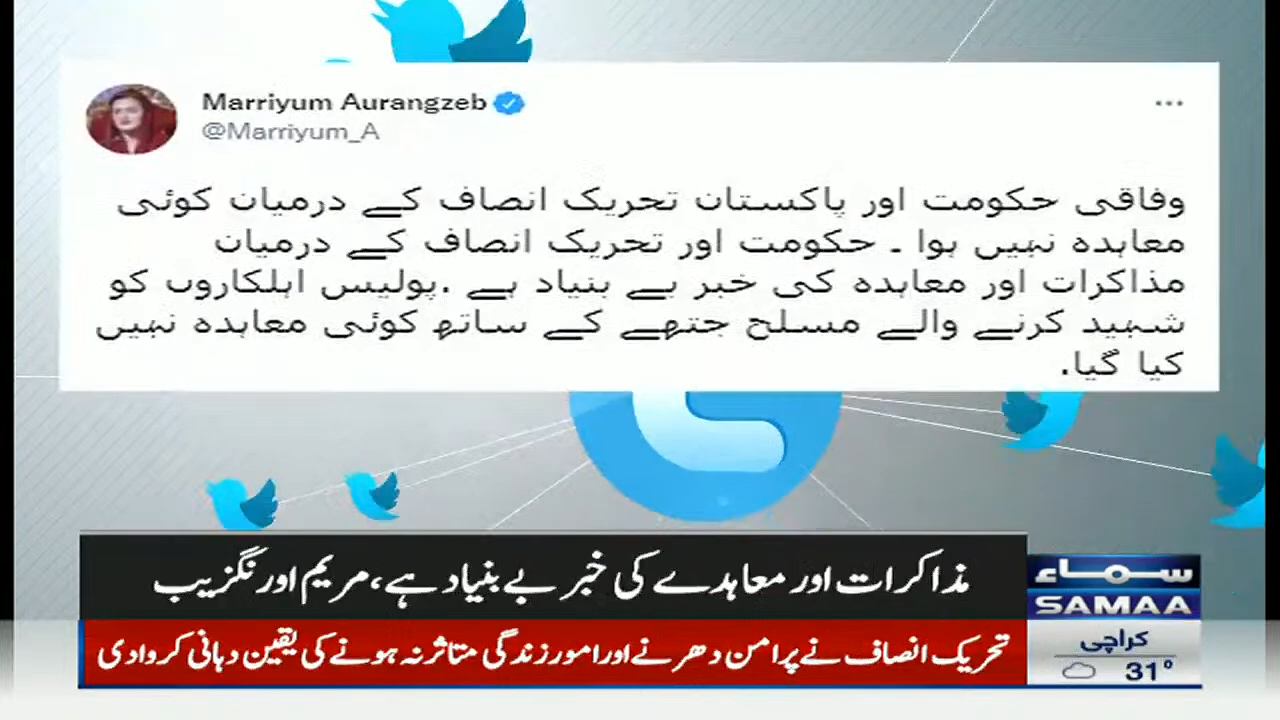 Marriyum Aurangzeb
@Marriyum_A
وفاقی حکومت اور پاکستان تحریک انصاف کے درمیان کوئی
معاہدہ نہیں ہوا ۔ حکومت اور تحریک انصاف کے درمیان
مذاکرات اور معاہدہ کی خبر بے بنیاد ہے .پولیس اہلکاروں کو
شہید کرنے والے مسلح جتھے کے ساتھ کوئی معاہدہ نہیں
کیا گیا.
مذاکرات اور معاہدے کی خبر بے بنیاد ہے، مریم اورنگزیب
تحریک انصاف نے پرامن دھرنے اور امور زندگی متاثر نہ ہونے کی یقین دہانی کروا دی
سماء
SAMAA
کراچی
31°